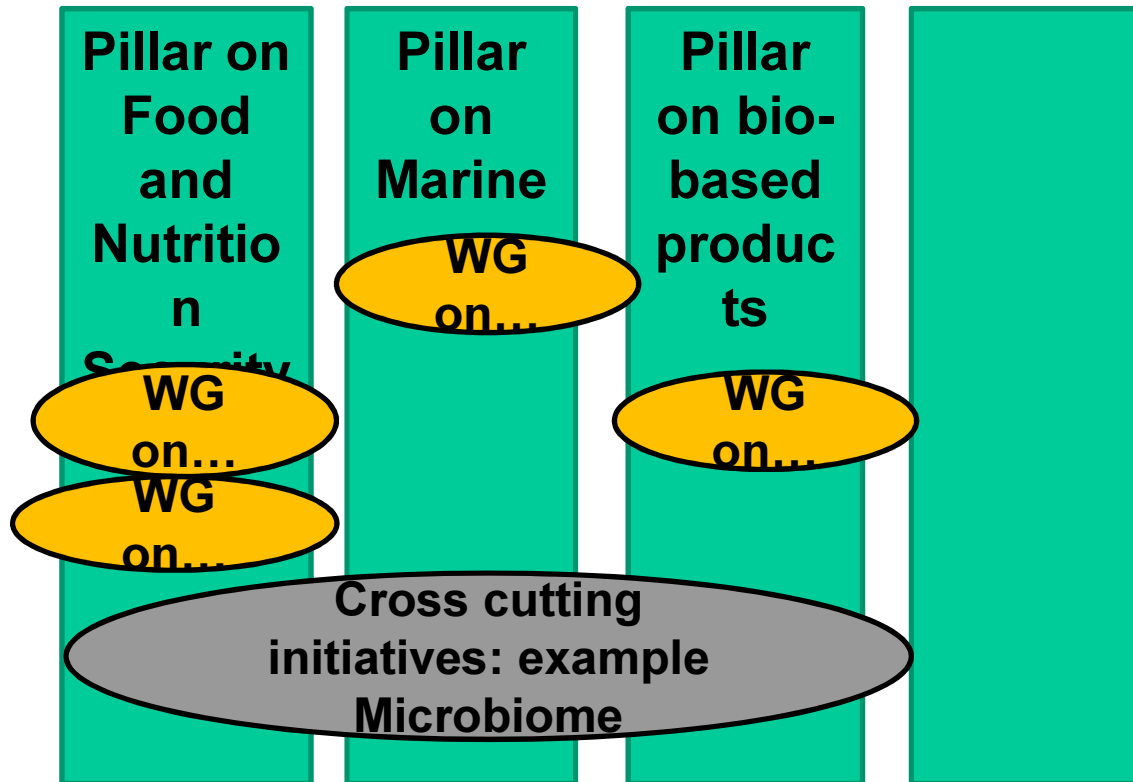 Pillar on
Food
and
Nutritio
n
Security
WG
on…
WG
on…
Pillar
on
Marine
WG
on…
Pillar
on bio-
based
produc
ts
WG
on…
Cross cutting
initiatives: example
Microbiome